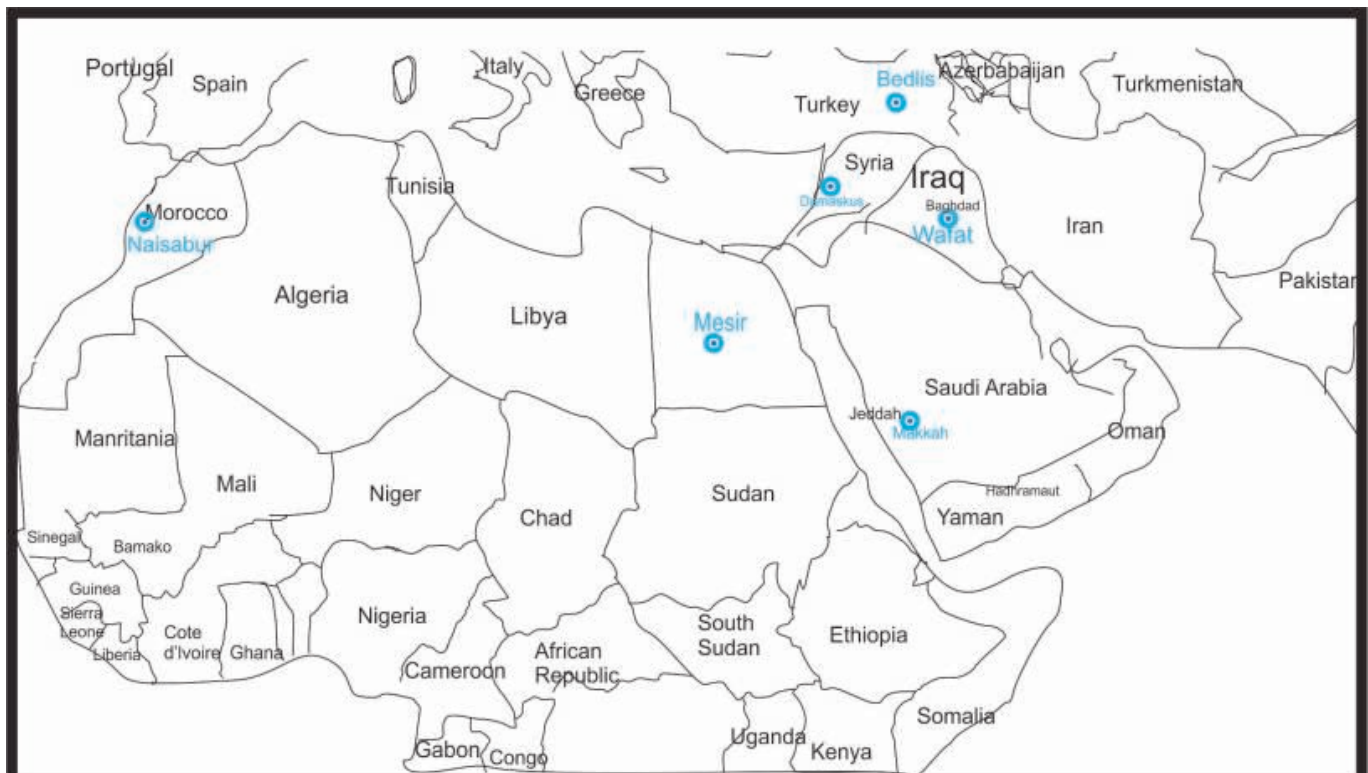 Portugal
Spain
Italy
Greece
Turkey
Bedlis
Azerbabaijan
Turkmenistan
Tunisia
Syria
Damaskus
Iraq
Baghdad
Wafat
Iran
Pakistan
Morocco
Naisabur
Algeria
Libya
Mesir
Saudi Arabia
Jeddah
Makkah
Oman
Hadhramaut
Yaman
Manritania
Mali
Niger
Chad
Sudan
Sinegal
Bamako
Guinea
Sierra
Leone
Liberia
Cote
d'Ivoire
Ghana
Nigeria
Cameroon
African
Republic
South
Sudan
Ethiopia
Somalia
Gabon
Congo
Uganda
Kenya